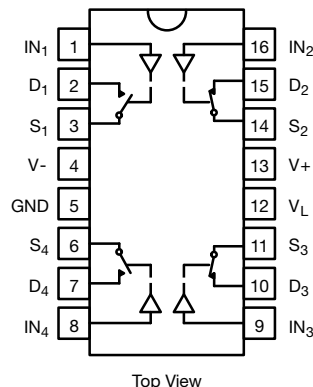 IN1 1 16 IN2
D1 2 15 D2
S1 3 14 S2
V- 4 13 V+
GND 5 12 VL
S4 6 11 S3
D4 7 10 D3
IN4 8 9 IN3
Top View